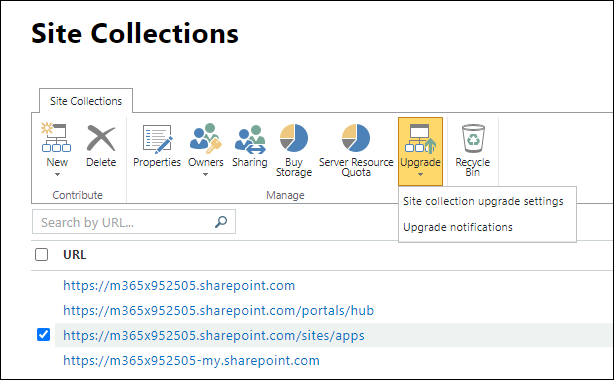 Site Collections
Site Collections
New
Delete
Properties
Owners
Sharing
Buy
Storage
Server Resource
Quota
Upgrade
Recycle
Bin
Contribute
Manage
Site collection upgrade settings
Upgrade notifications
Search by URL...
URL
https://m365x952505.sharepoint.com
https://m365x952505.sharepoint.com/portals/hub
https://m365x952505.sharepoint.com/sites/apps
https://m365x952505-my.sharepoint.com